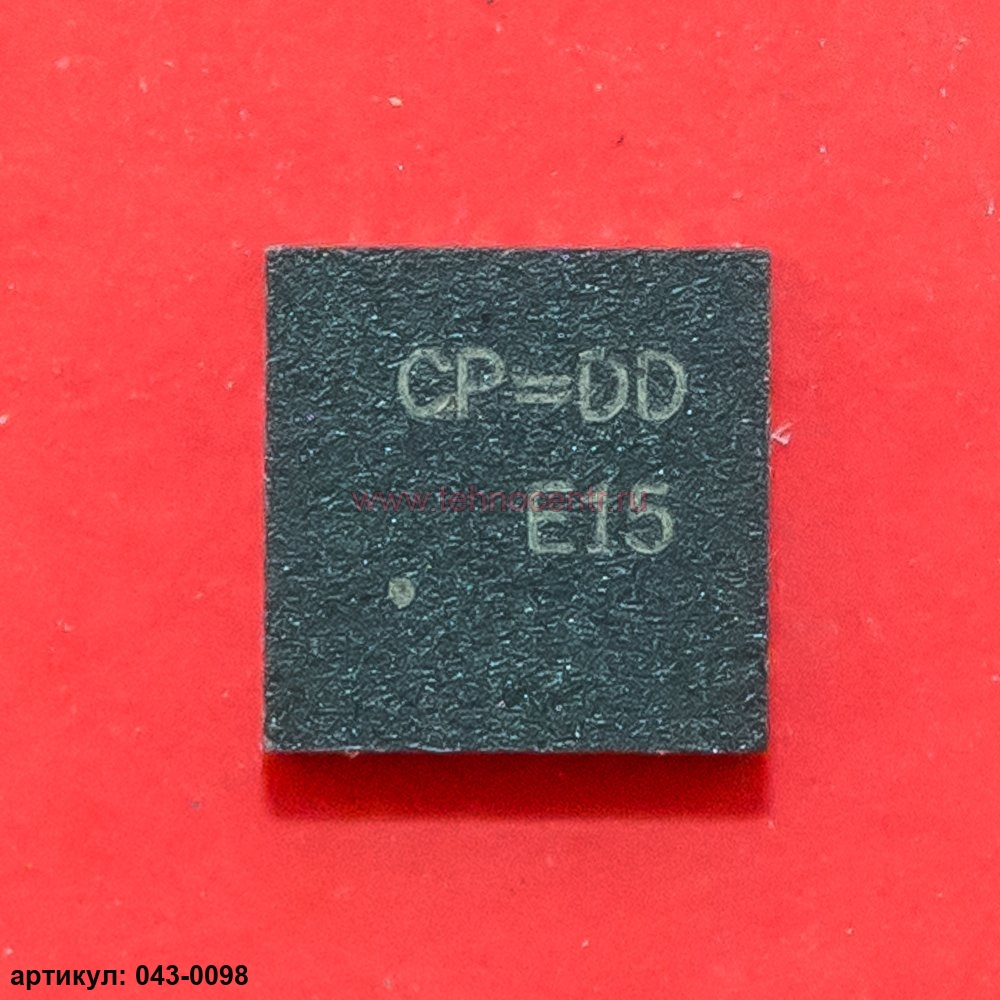 CP=DD
www.tehnocentr.ru
E15
артикул: 043-0098